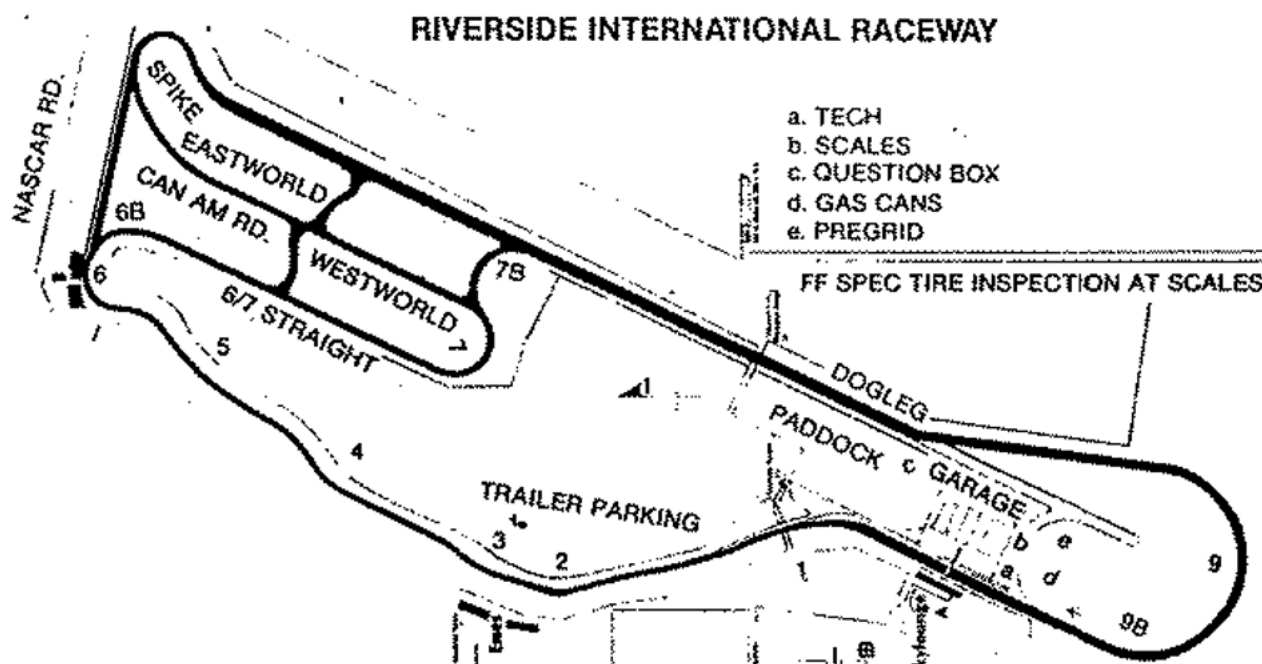 RIVERSIDE INTERNATIONAL RACEWAY
a. TECH
b. SCALES
c. QUESTION BOX
d. GAS CANS
e. PREGRID
FF SPEC TIRE INSPECTION AT SCALES
NASCAR RD.
SPIKE
EASTWORLD
CAN AM RD.
6B
6
WESTWORLD
7B
6/7 STRAIGHT
7
5
4
DOGLEG
PADDOCK c GARAGE
TRAILER PARKING
3
2
1
b
e
a
d
9
9B
A
Esses